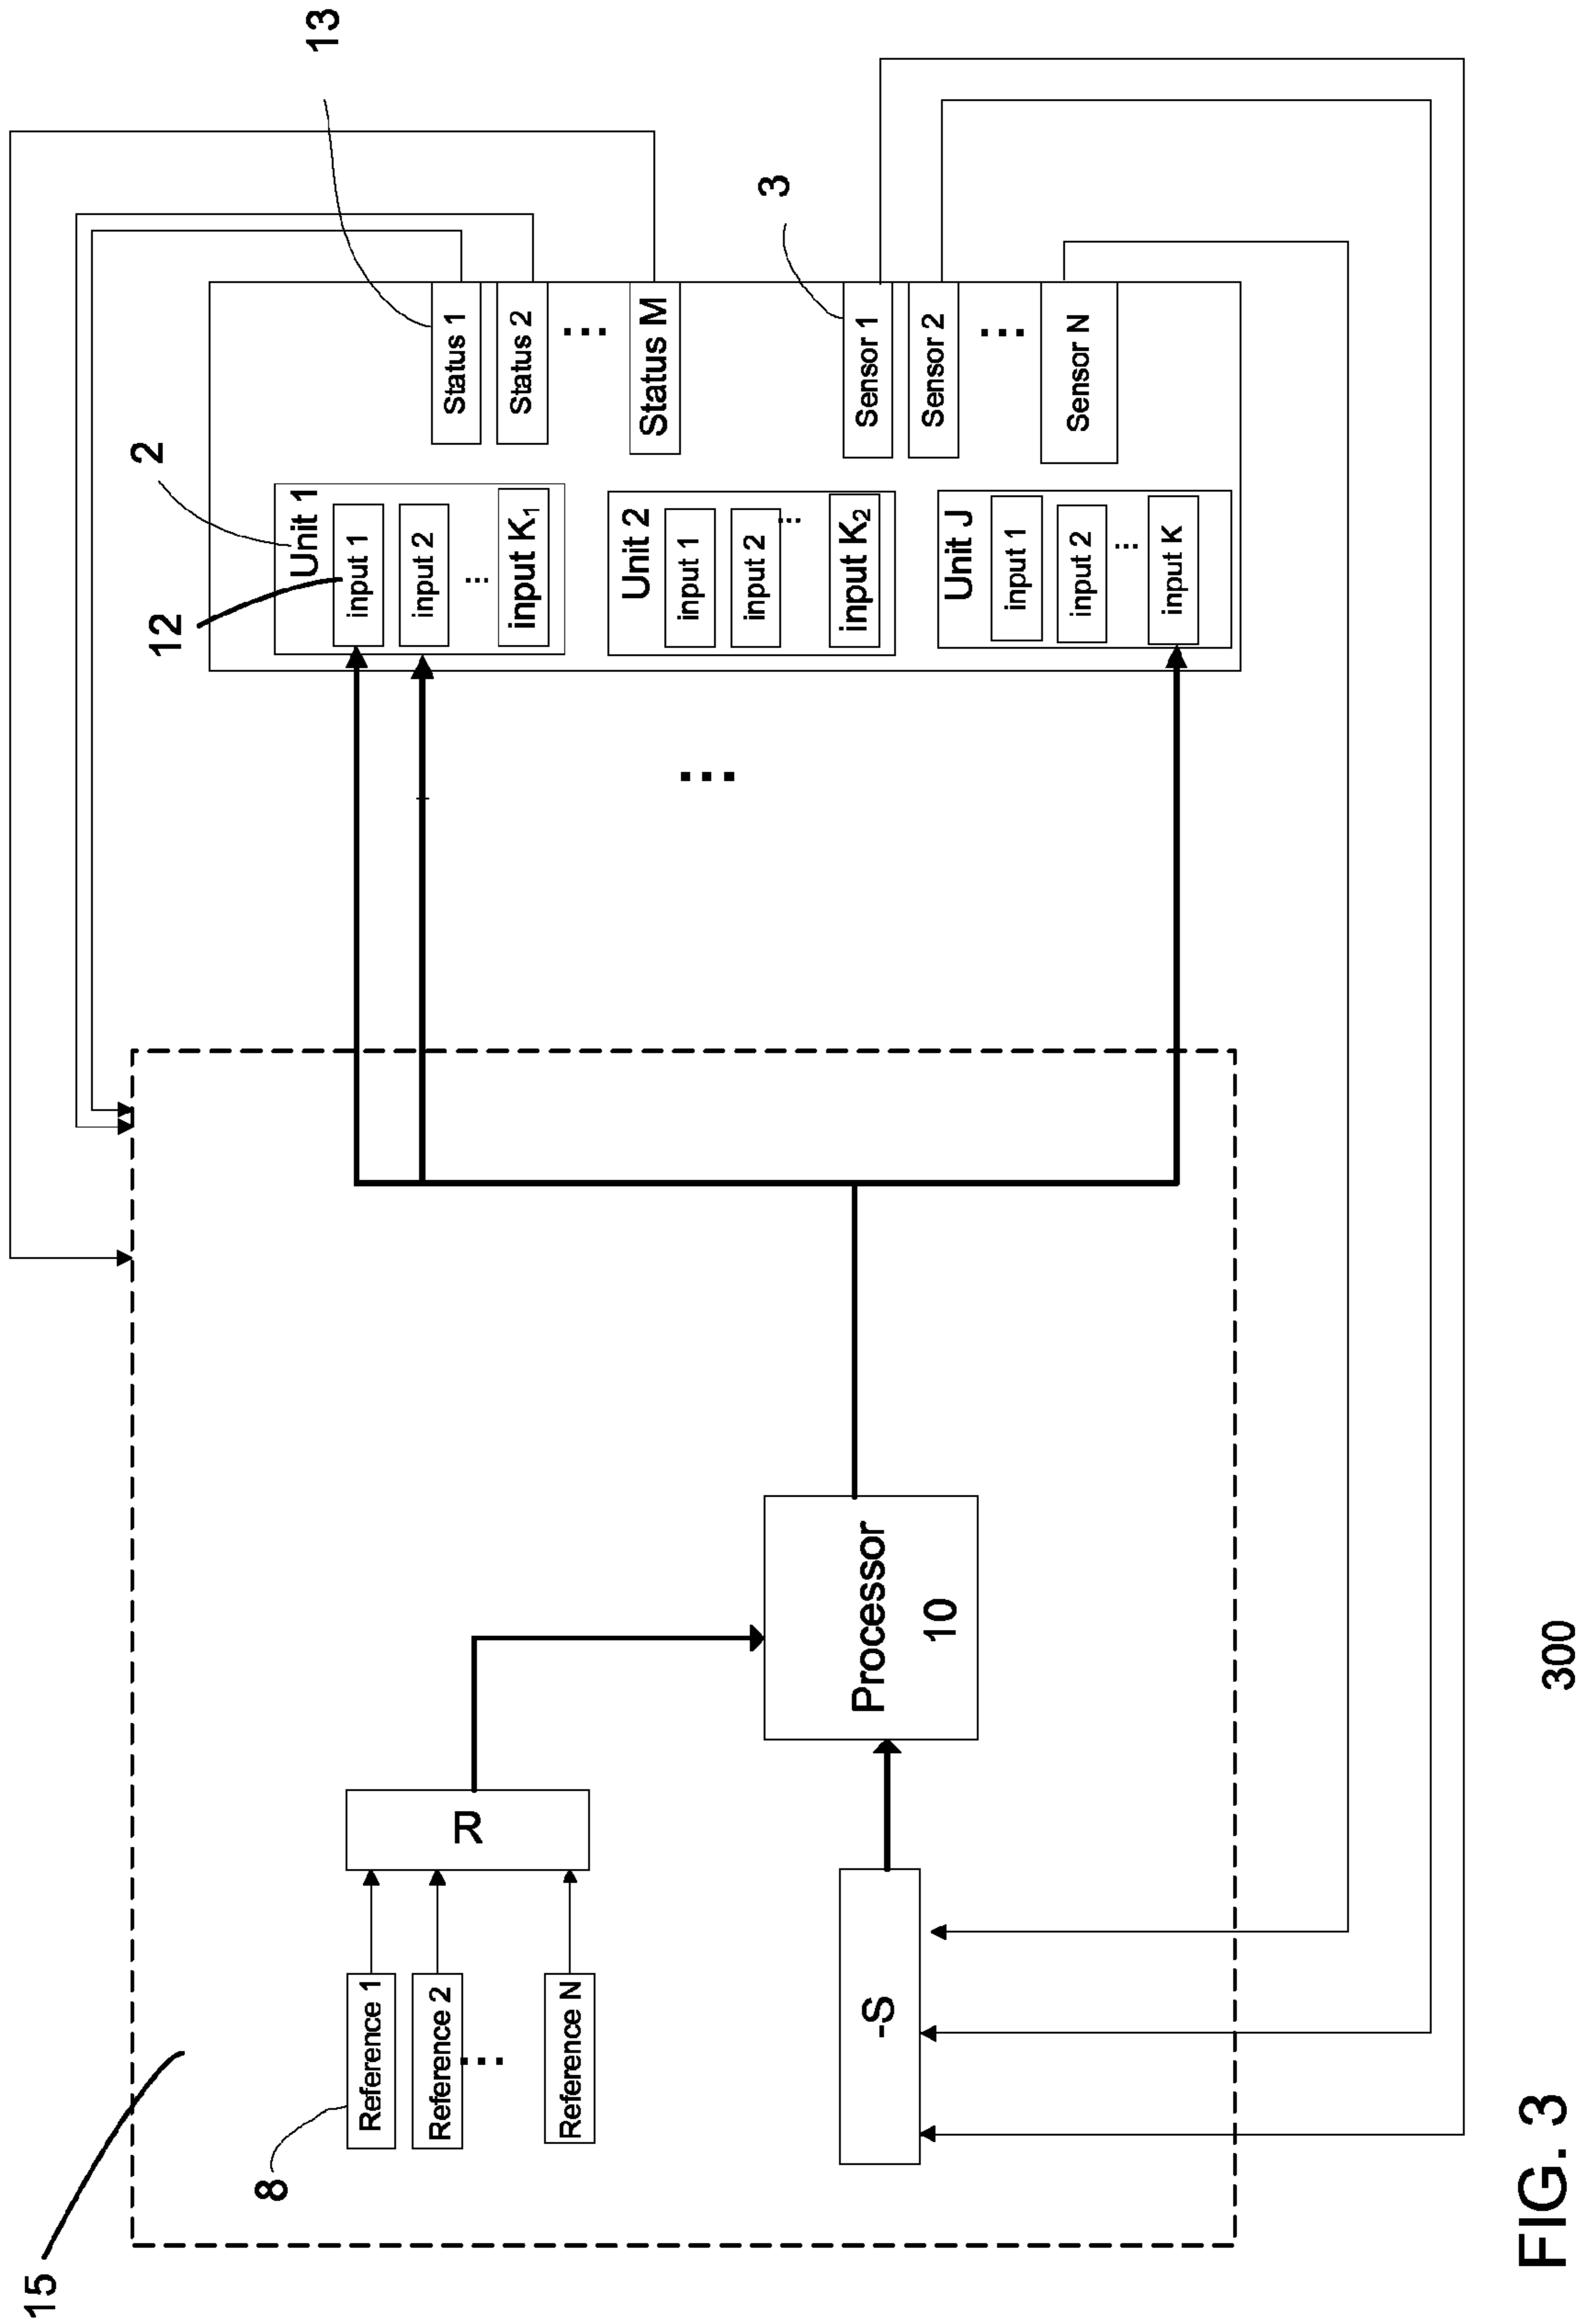 15
8
Reference 1
Reference 2
...
Reference N
R
-S
Processor
10
...
12
2
Unit 1
input 1
input 2
...
input K1
Unit 2
input 1
input 2
...
input K2
Unit J
input 1
input 2
...
input K
13
Status 1
Status 2
...
Status M
3
Sensor 1
Sensor 2
...
Sensor N
300
FIG. 3